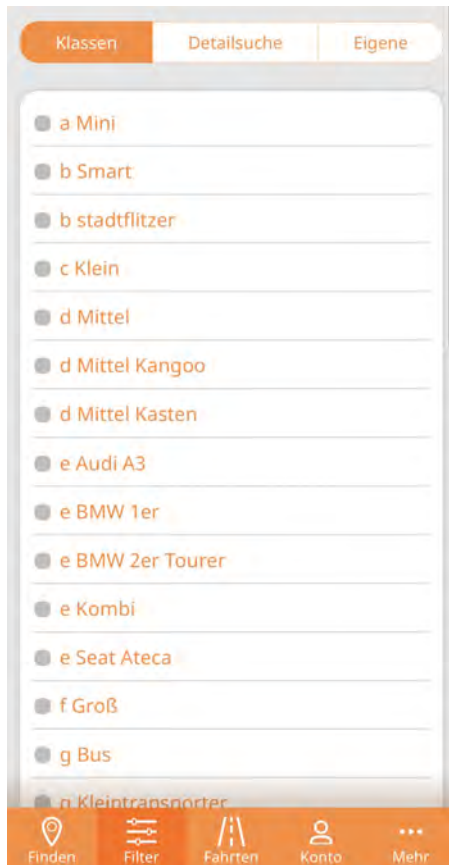 Klassen Detailsuche Eigene
a Mini
b Smart
b stadtflitzer
c Klein
d Mittel
d Mittel Kangoo
d Mittel Kasten
e Audi A3
e BMW 1er
e BMW 2er Tourer
e Kombi
e Seat Ateca
f Groß
g Bus
g Kleintransporter
Finden Filter Fahrten Konto Mehr